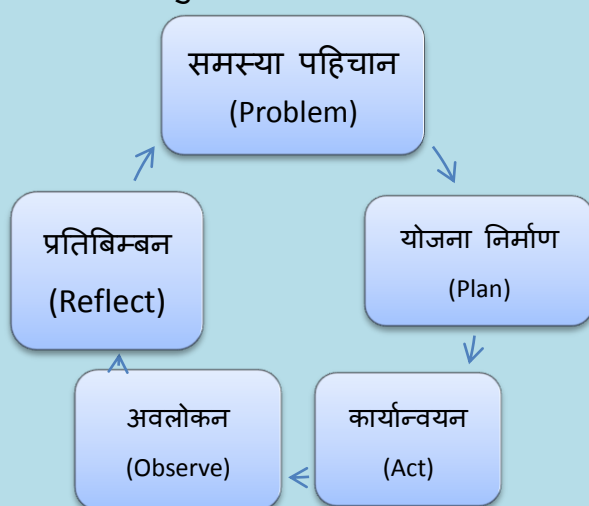 समस्या पहिचान
(Problem)
योजना निर्माण
(Plan)
कार्यान्वयन
(Act)
अवलोकन
(Observe)
प्रतिबिम्बन
(Reflect)